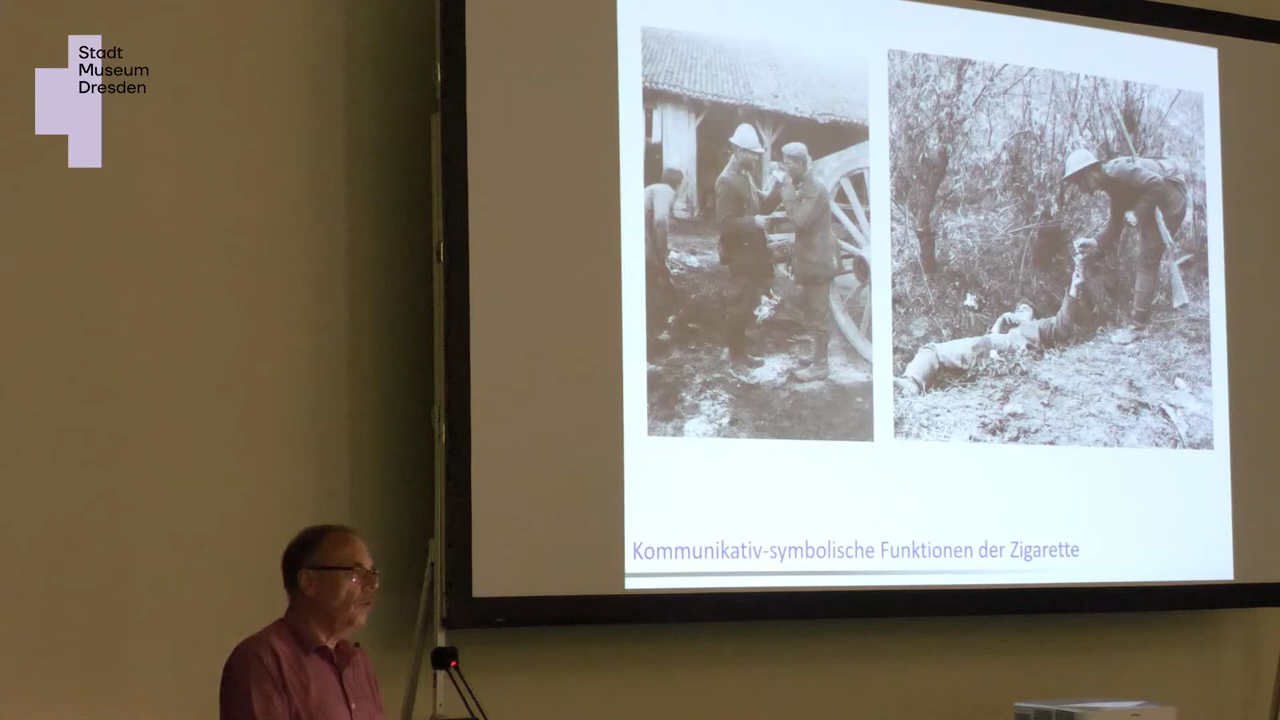 Stadt
Museum
Dresden
Kommunikativ-symbolische Funktionen der Zigarette